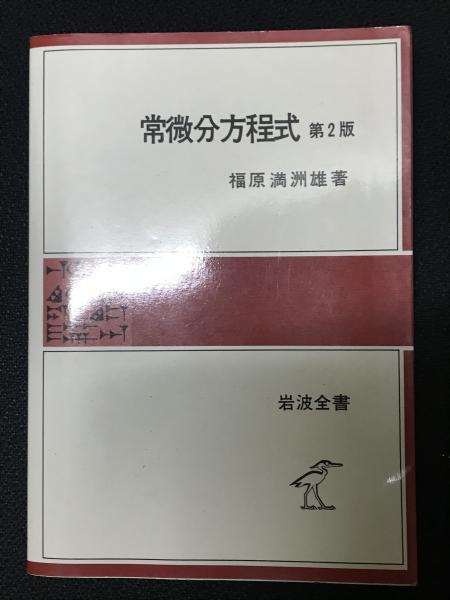 常微分方程式 第2版
福原満洲雄著
岩波全書